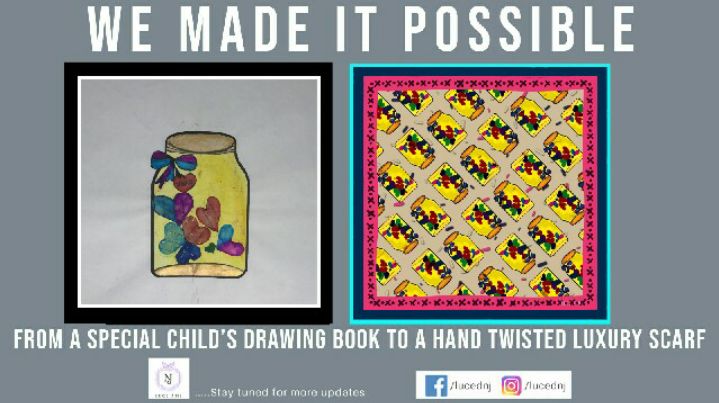 WE MADE IT POSSIBLE
FROM A SPECIAL CHILD'S DRAWING BOOK TO A HAND TWISTED LUXURY SCARF
.....Stay tuned for more updates
/lucednj
/lucednj